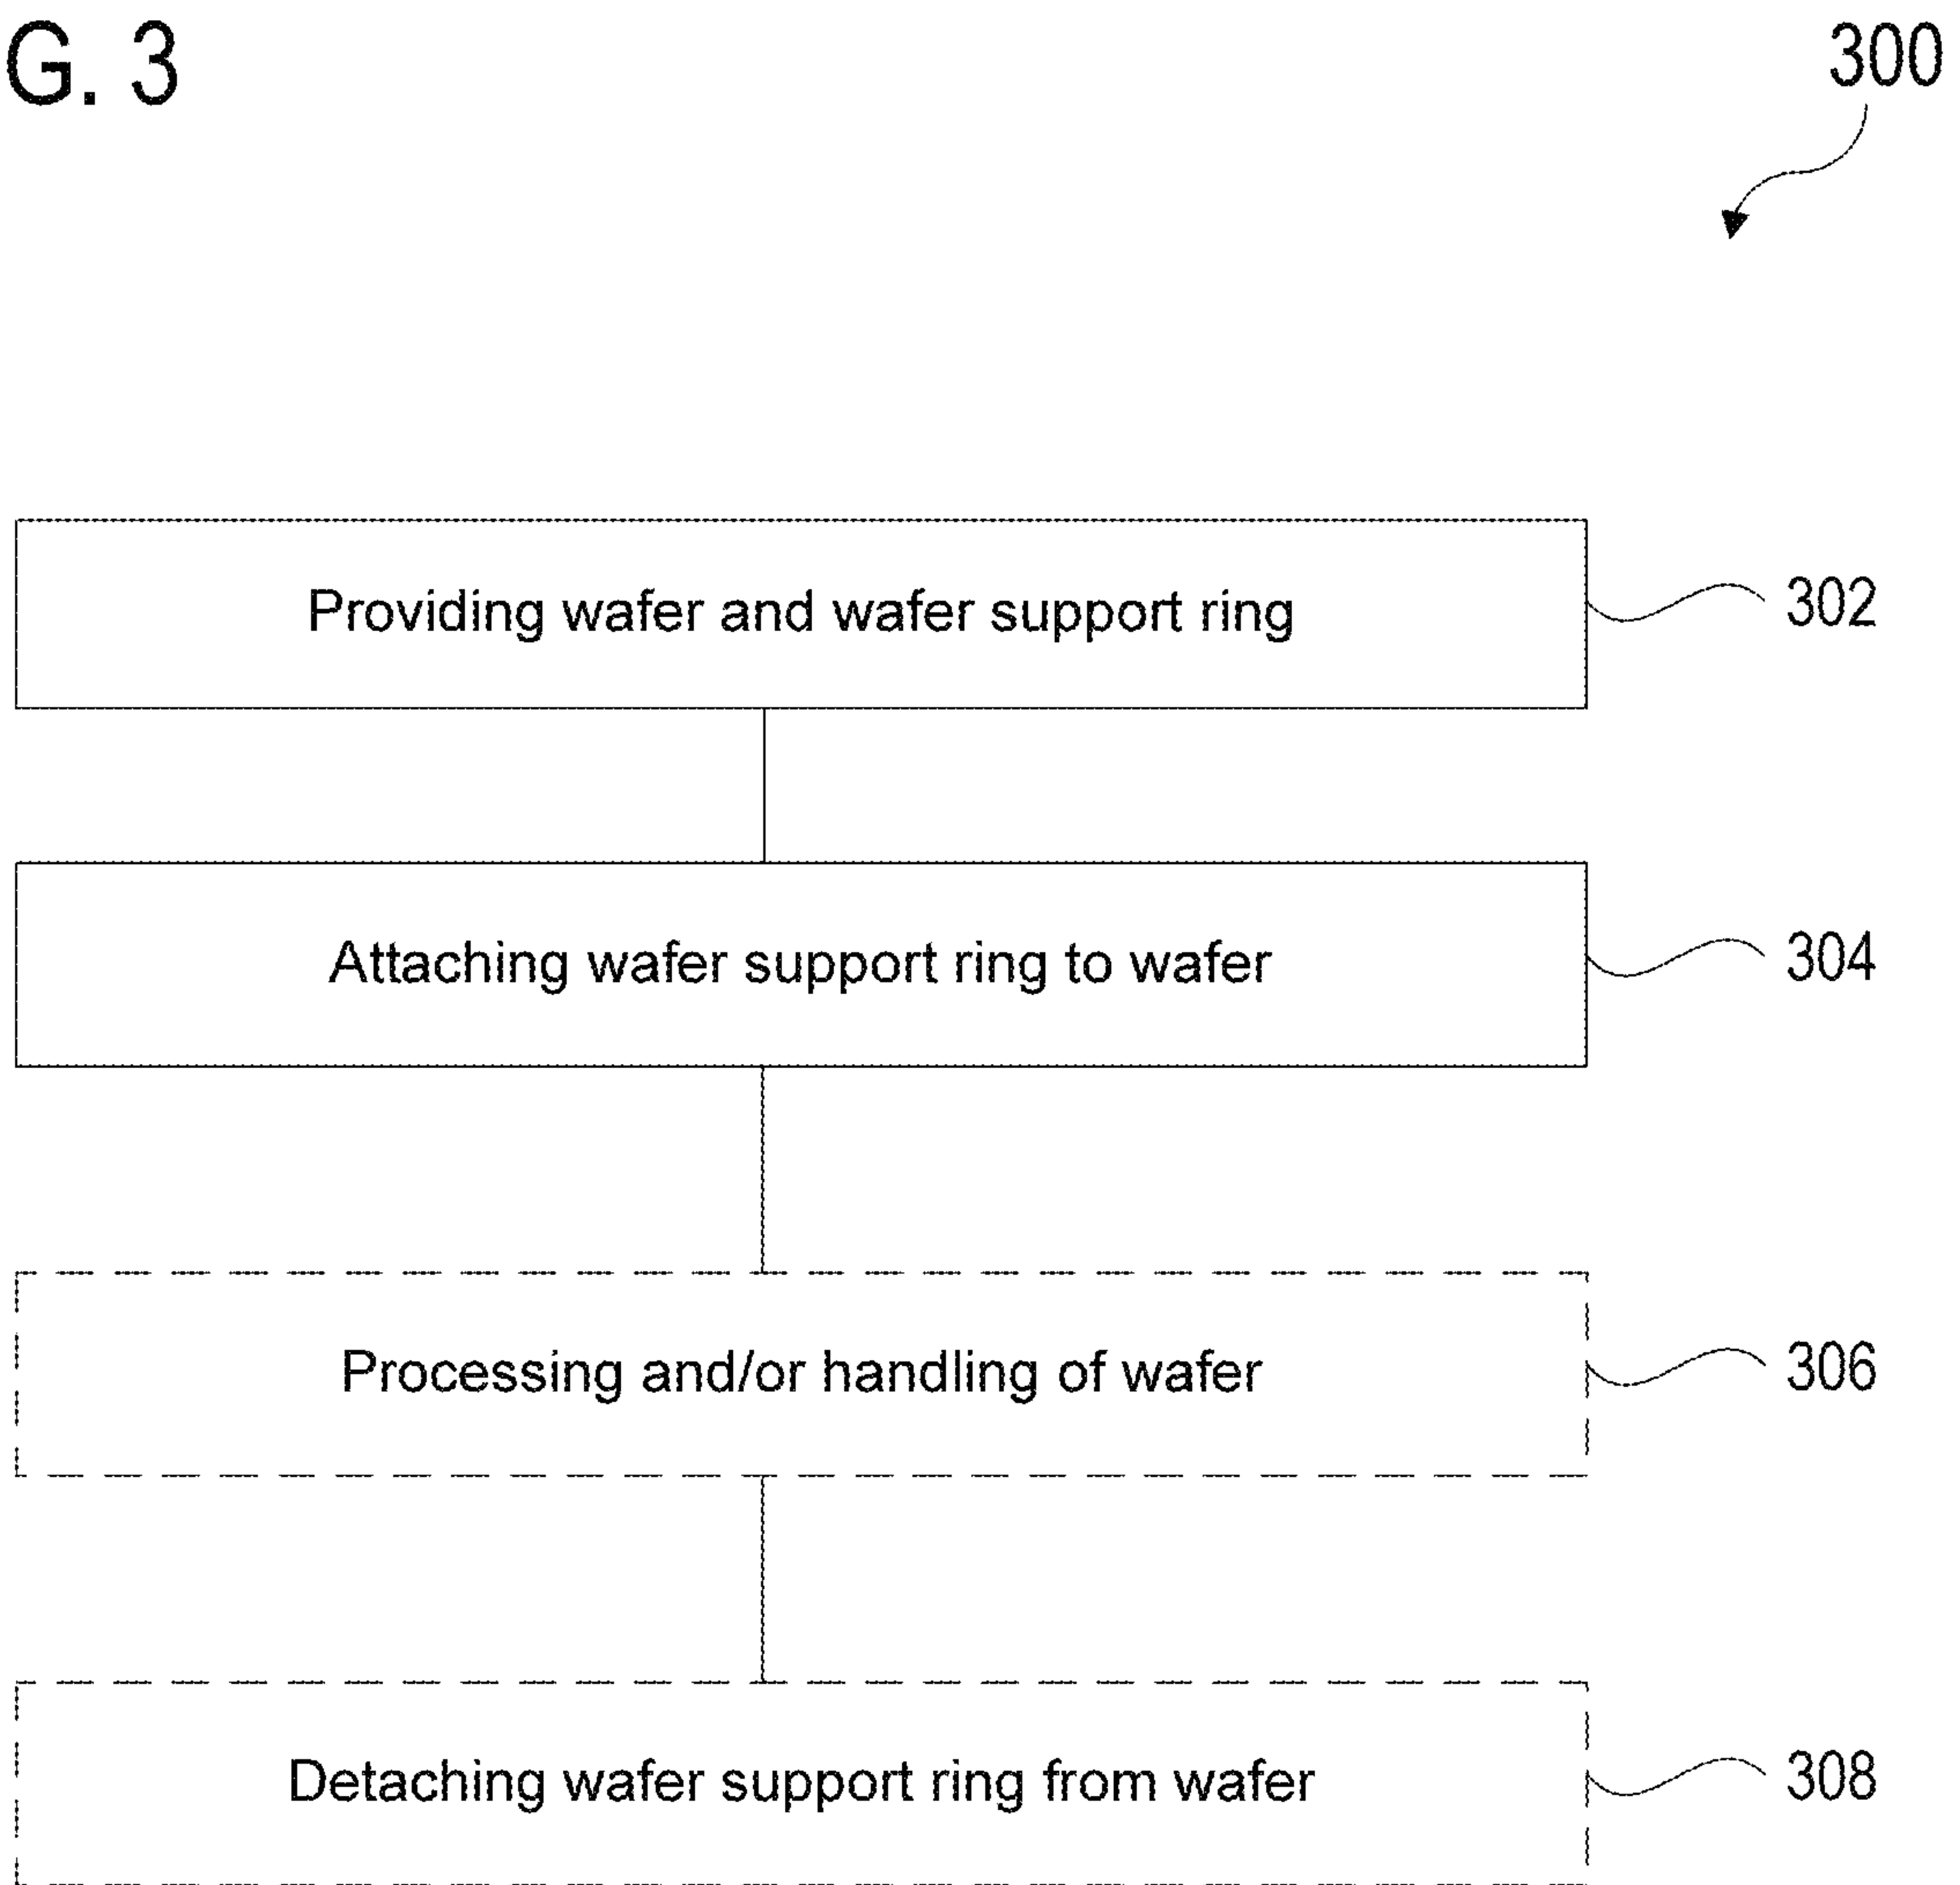 G. 3
300
Providing wafer and wafer support ring
302
Attaching wafer support ring to wafer
304
Processing and/or handling of wafer
306
Detaching wafer support ring from wafer
308